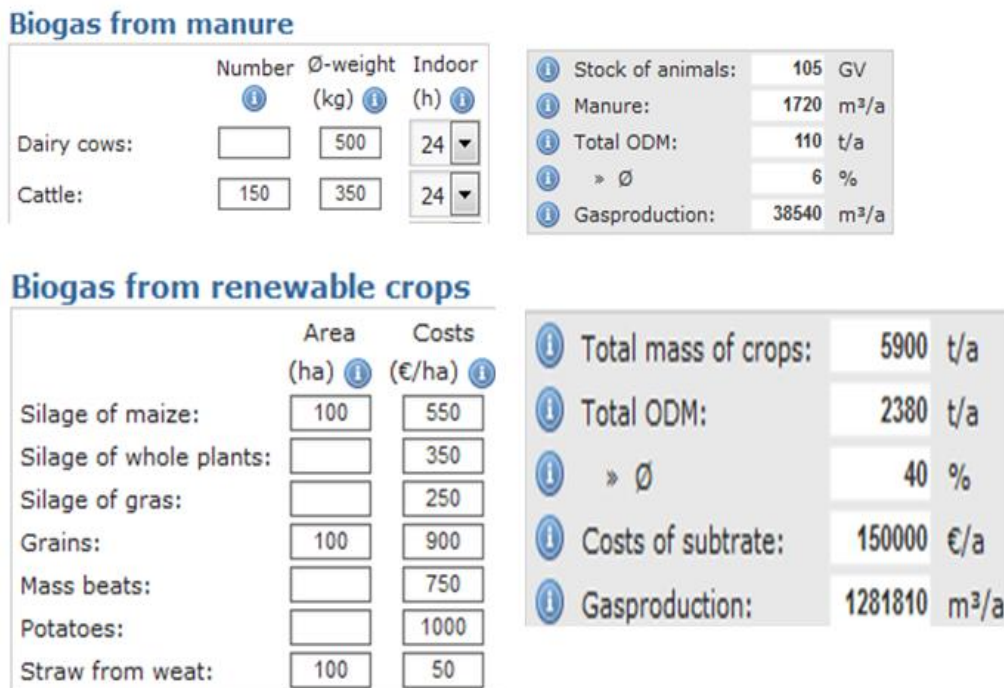 Biogas from manure
Number Ø-weight Indoor
(kg) (h)
Dairy cows: 500 24
Cattle: 150 350 24
Stock of animals: 105 GV
Manure: 1720 m³/a
Total ODM: 110 t/a
» Ø 6 %
Gasproduction: 38540 m³/a
Biogas from renewable crops
Area Costs
(ha) (€/ha)
Silage of maize: 100 550
Silage of whole plants: 350
Silage of gras: 250
Grains: 100 900
Mass beats: 750
Potatoes: 1000
Straw from weat: 100 50
Total mass of crops: 5900 t/a
Total ODM: 2380 t/a
» Ø 40 %
Costs of subtrate: 150000 €/a
Gasproduction: 1281810 m³/a